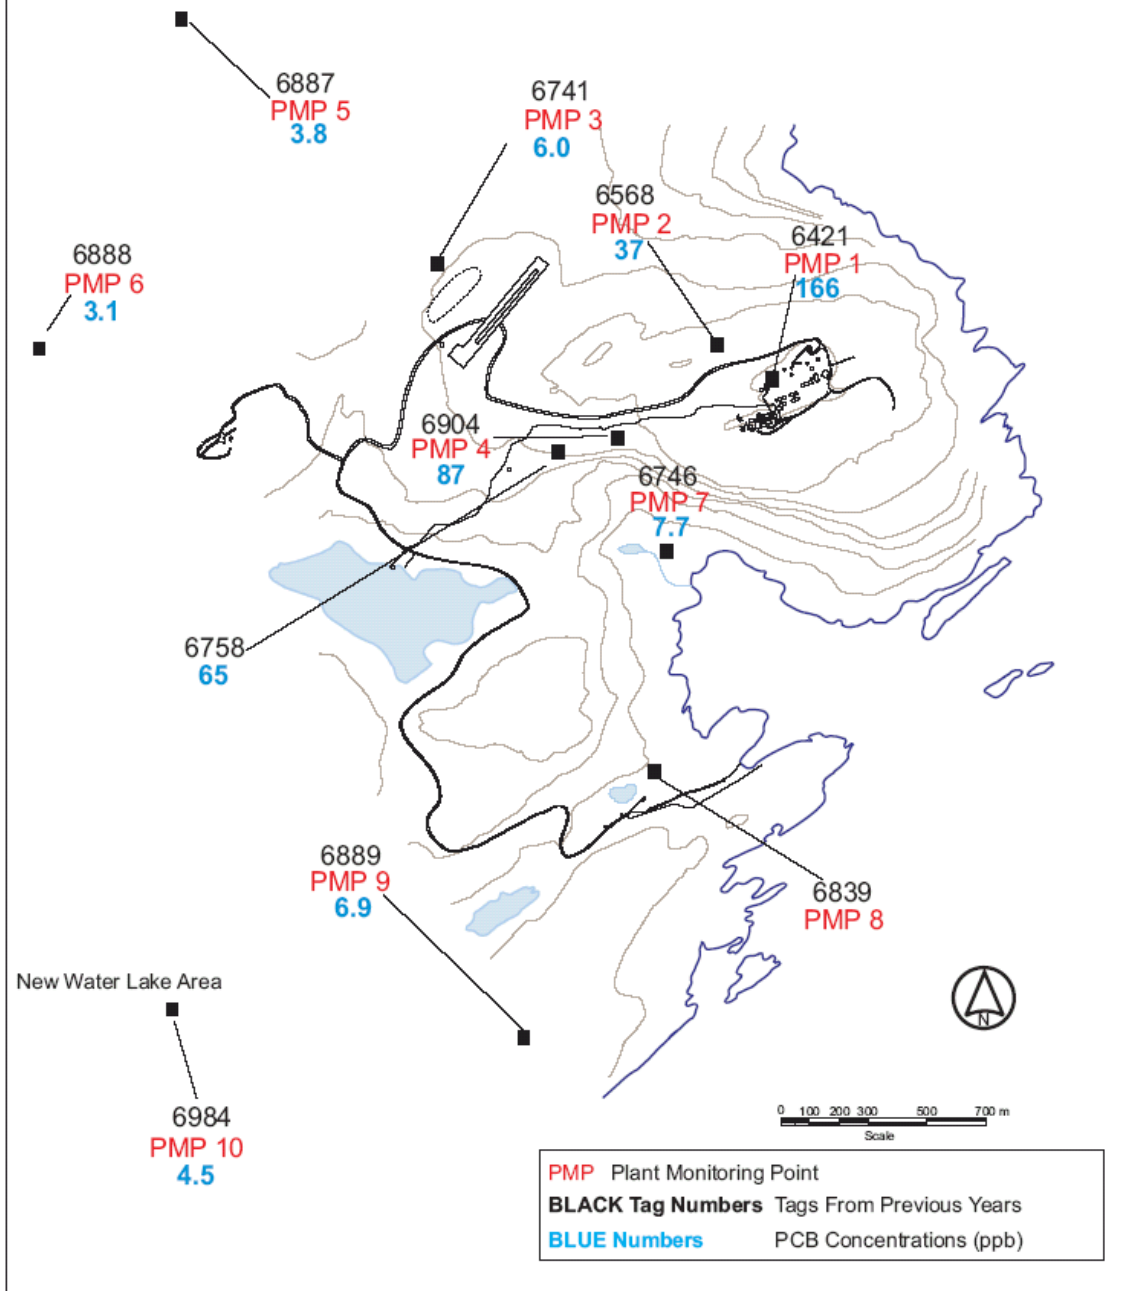 6887
PMP 5
3.8
6741
PMP 3
6.0
6568
PMP 2
37
6421
PMP 1
166
6888
PMP 6
3.1
6904
PMP 4
87
6746
PMP 7
7.7
6758
65
6889
PMP 9
6.9
6839
PMP 8
New Water Lake Area
6984
PMP 10
4.5
N
0 100 200 300 500 700 m
Scale
PMP Plant Monitoring Point
BLACK Tag Numbers Tags From Previous Years
BLUE Numbers PCB Concentrations (ppb)